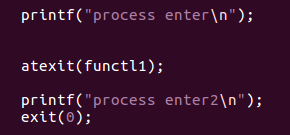 printf("process enter\n");
atexit(functl1);
printf("process enter2\n");
exit(0);